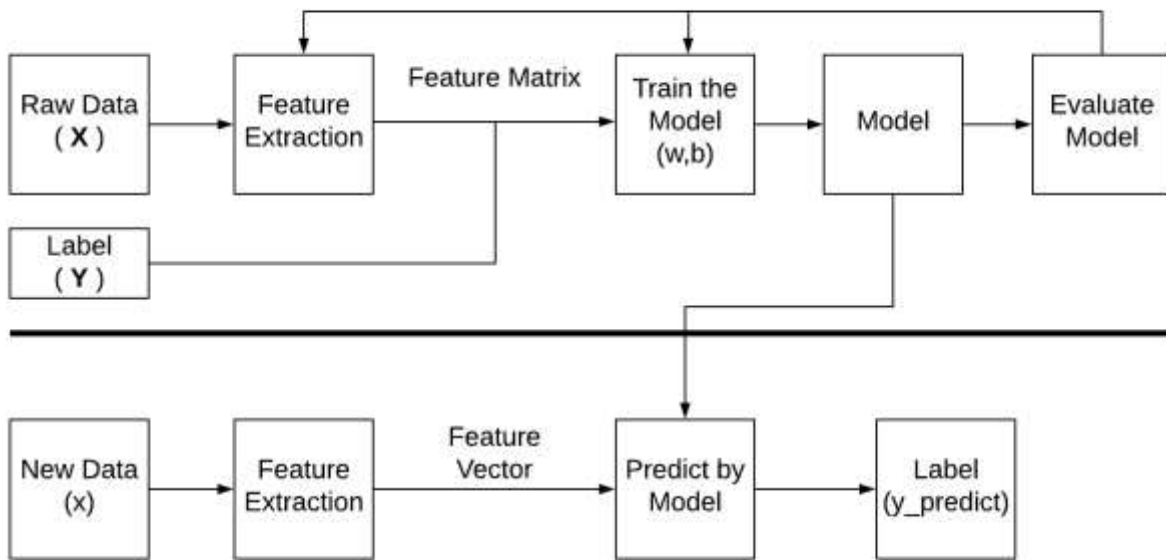 Raw Data
( X )
Feature
Extraction
Feature Matrix
Train the
Model
(w,b)
Model
Evaluate
Model
Label
( Y )
New Data
(x)
Feature
Extraction
Feature
Vector
Predict by
Model
Label
(y_predict)